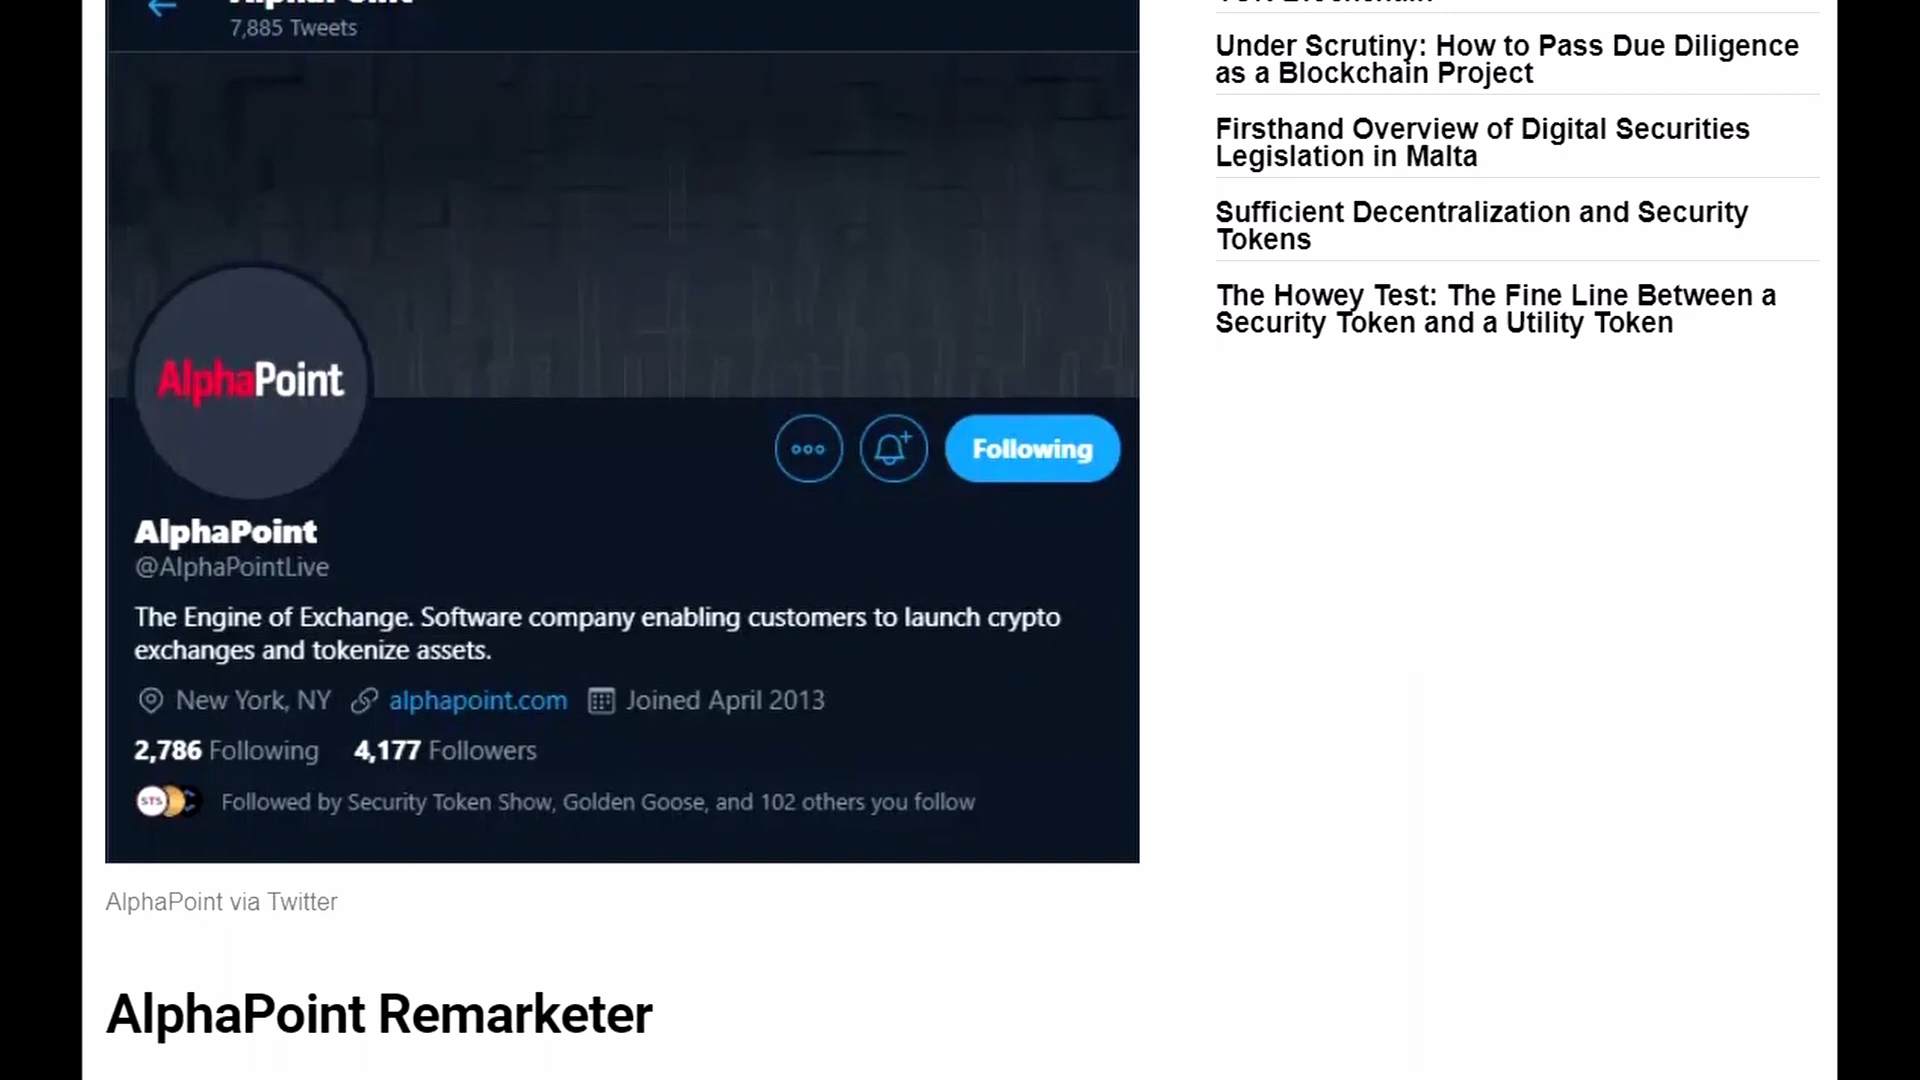 7,885 Tweets
AlphaPoint
Following
AlphaPoint
@AlphaPointLive
The Engine of Exchange. Software company enabling customers to launch crypto
exchanges and tokenize assets.
New York, NY alphapoint.com Joined April 2013
2,786 Following 4,177 Followers
STS Followed by Security Token Show, Golden Goose, and 102 others you follow
AlphaPoint via Twitter
AlphaPoint Remarketer
Under Scrutiny: How to Pass Due Diligence
as a Blockchain Project
Firsthand Overview of Digital Securities
Legislation in Malta
Sufficient Decentralization and Security
Tokens
The Howey Test: The Fine Line Between a
Security Token and a Utility Token